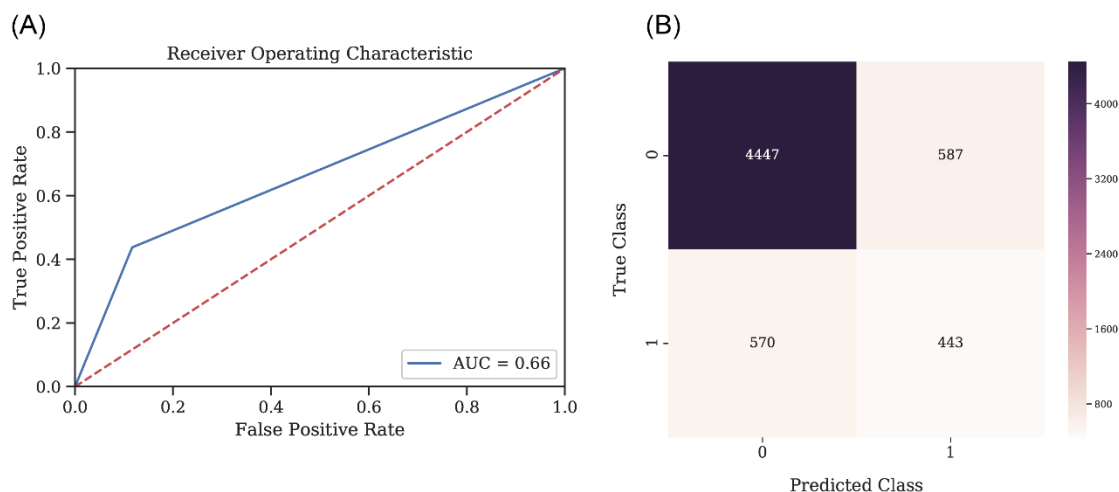 (A)
Receiver Operating Characteristic
1.0
0.8
0.6
0.4
0.2
0.0
True Positive Rate
AUC = 0.66
0.0 0.2 0.4 0.6 0.8 1.0
False Positive Rate
(B)
True Class
0
4447 587
1
570 443
0 1
Predicted Class
4000
3200
2400
1600
800